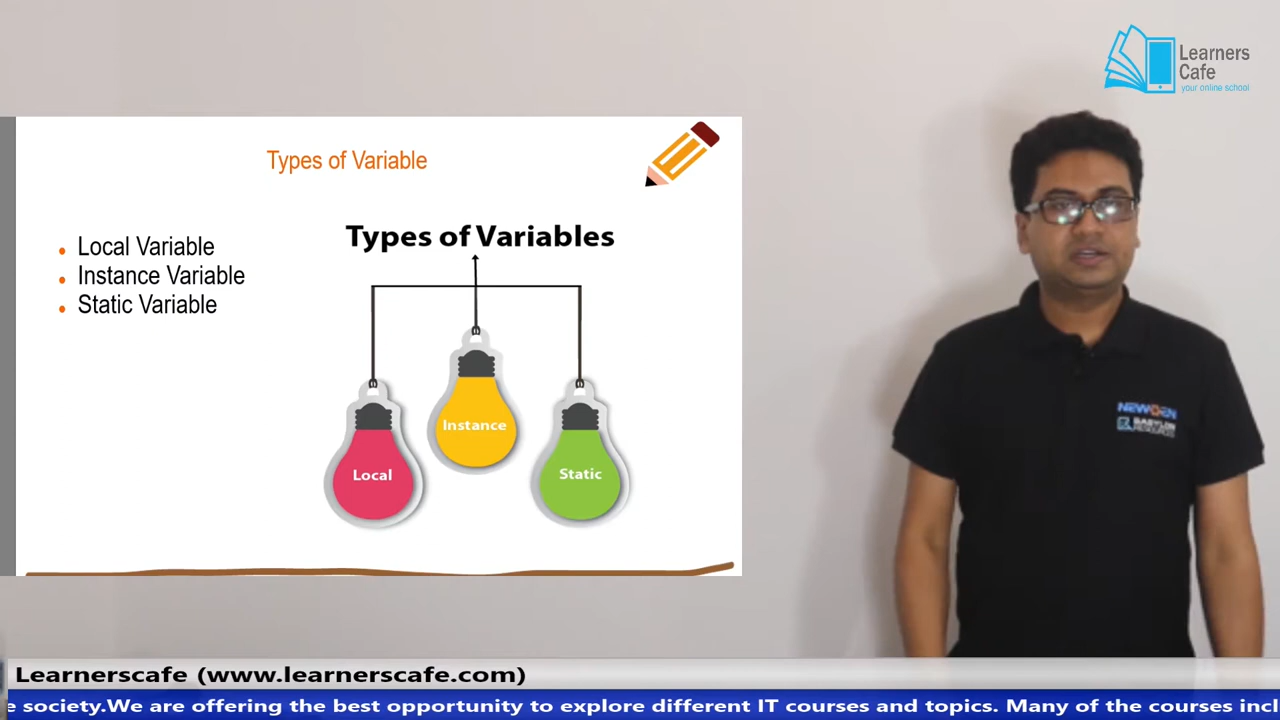 Learners
Cafe
your online school
Types of Variable
Types of Variables
Local Variable
Instance Variable
Static Variable
Instance
Local
Static
NEWGEN
Learnerscafe (www.learnerscafe.com)
e society.We are offering the best opportunity to explore different IT courses and topics. Many of the courses incl